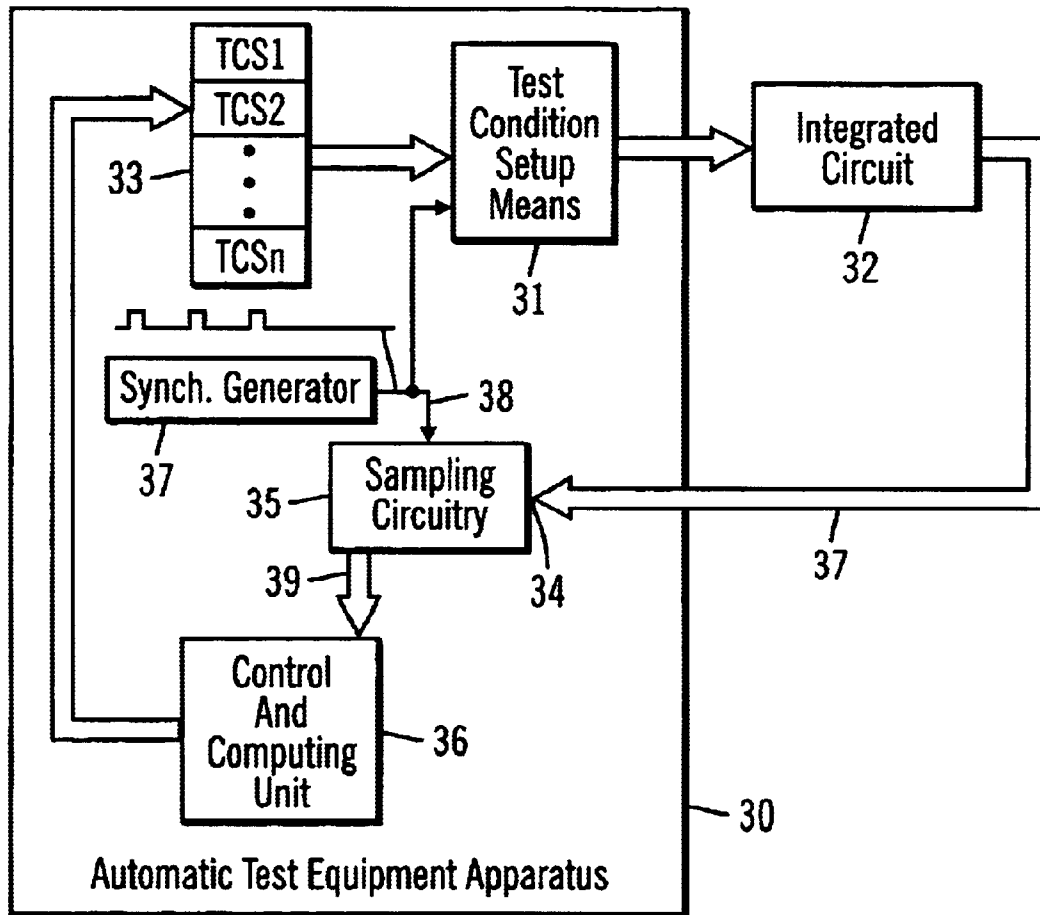 TCS1
TCS2
TCSn
33
Test
Condition
Setup
Means
31
Integrated
Circuit
32
Synch. Generator
37
38
Sampling
Circuitry
35
34
37
39
Control
And
Computing
Unit
36
30
Automatic Test Equipment Apparatus